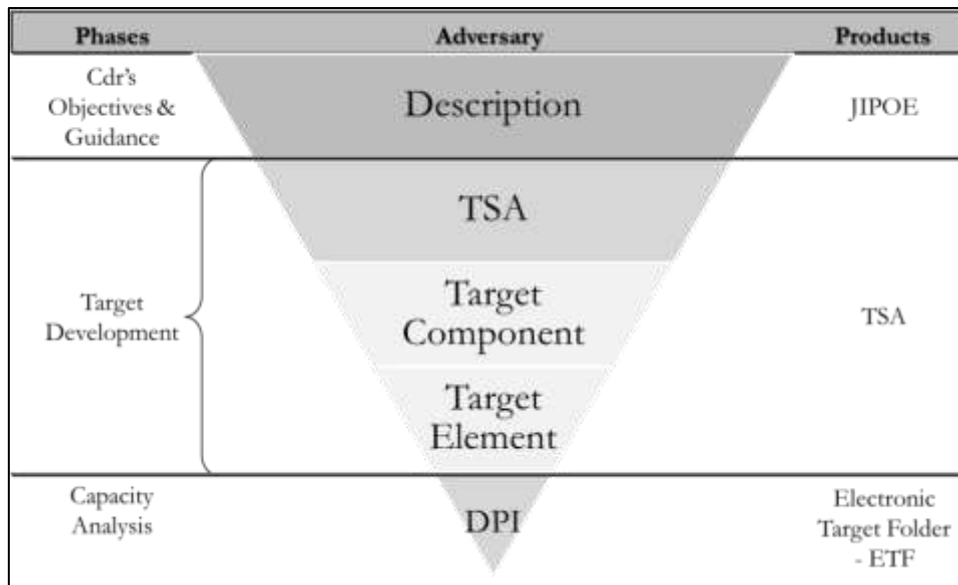 Phases Adversary Products
Cdr's
Objectives &
Guidance
Description
JIPOE
Target
Development
TSA
Target
Component
Target
Element
TSA
Capacity
Analysis
DPI
Electronic
Target Folder
- ETF